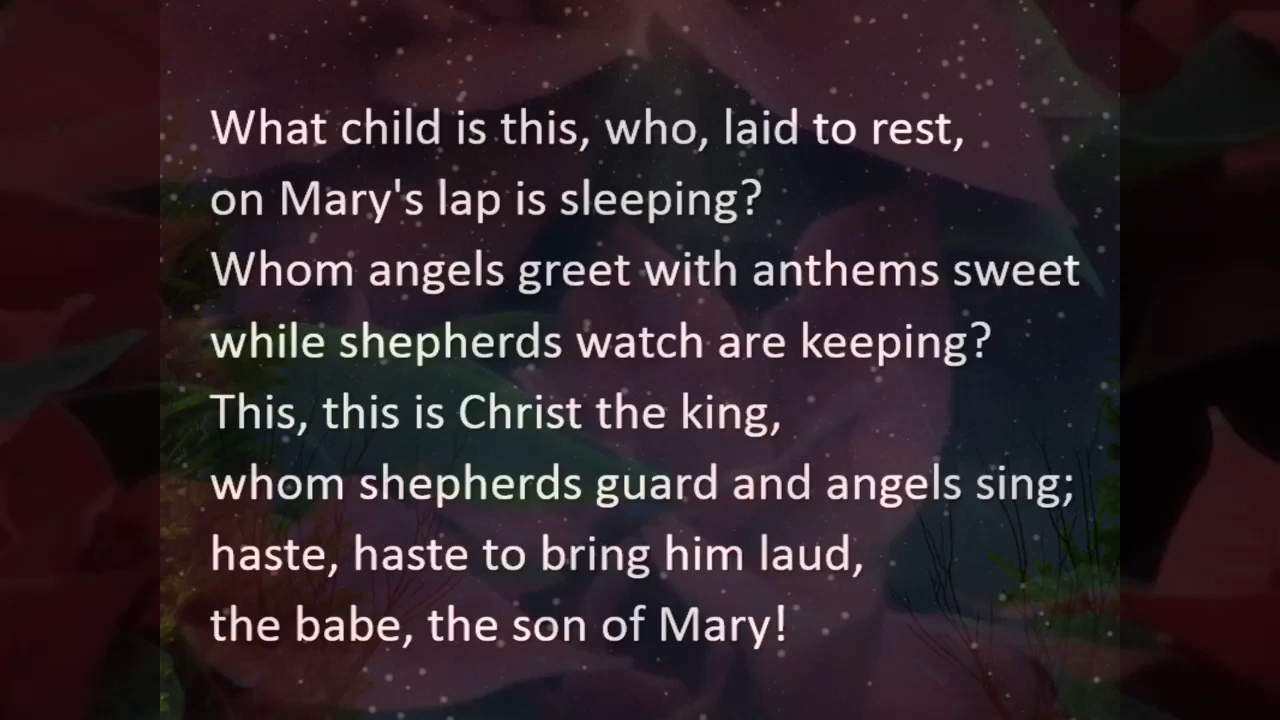 What child is this, who, laid to rest,
on Mary's lap is sleeping?
Whom angels greet with anthems sweet
while shepherds watch are keeping?
This, this is Christ the king,
whom shepherds guard and angels sing;
haste, haste to bring him laud,
the babe, the son of Mary!